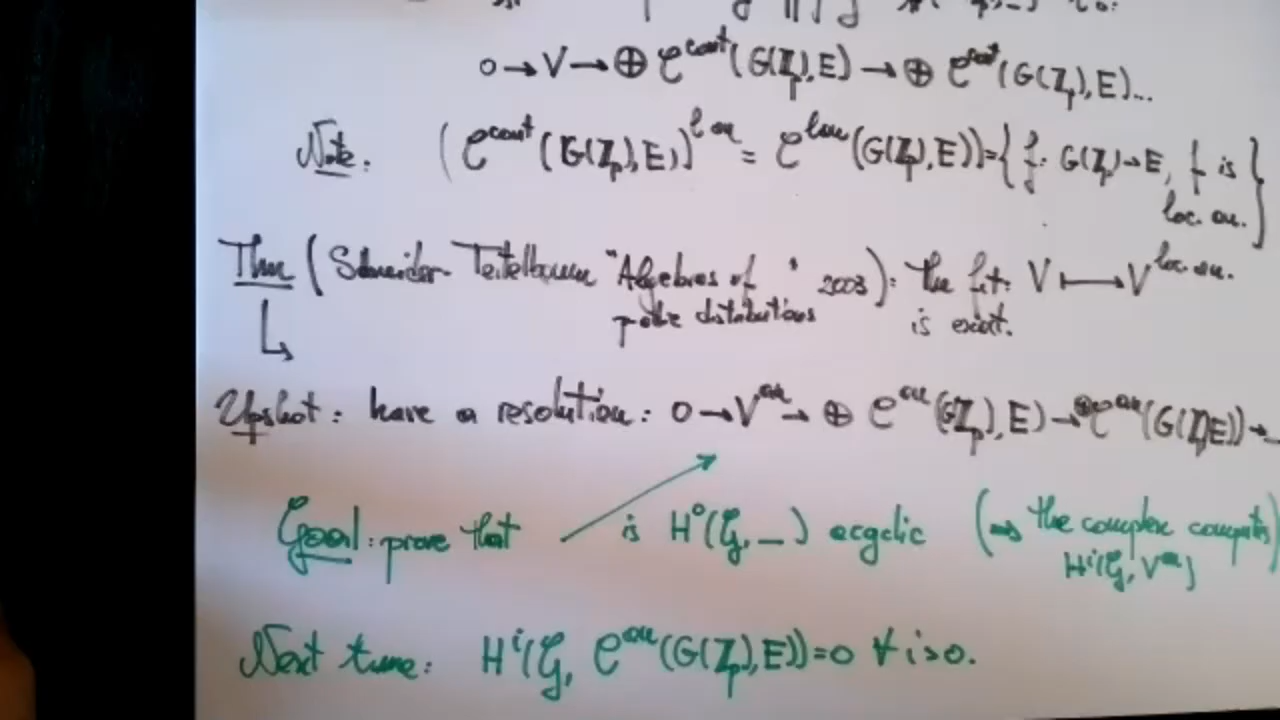 0 → V → ⊕ C^cont(G(Z_p), E) → ⊕ C^cont(G(Z_p), E)...
Note: (C^cont(G(Z_p), E))^l an = C^l an(G(Z_p), E)) = { f: G(Z_p) → E, f is
loc. an. }
Thm (Schneider-Teitelbaum "Algebras of " 2003): the fct: V ⟼ V^loc. an.
p-adic distributions is exact.
Upshot: have a resolution: 0 → V^an → ⊕ C^an(G(Z_p), E) → ⊕ C^an(G(Z_p, E)) → ...
Goal: prove that is H^0(G, _) acyclic (⇒ the complex computes)
H^i(G, V^an)
Next time: H^i(G, C^an(G(Z_p), E)) = 0 ∀ i > 0.